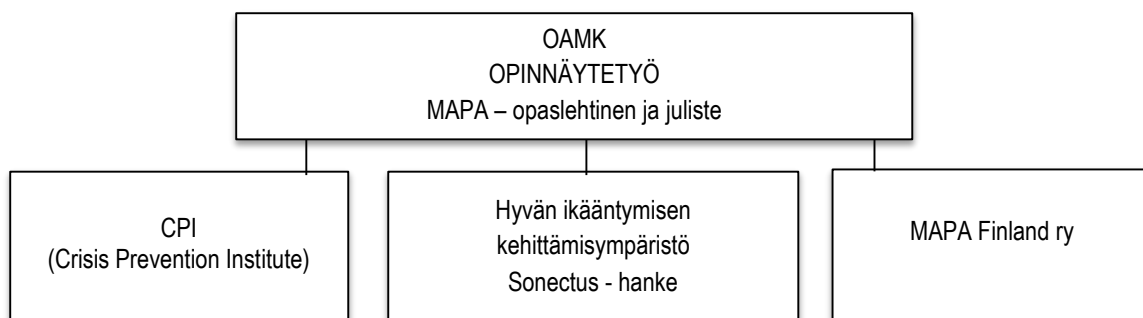 OAMK
OPINNÄYTETYÖ
MAPA – opaslehtinen ja juliste
CPI
(Crisis Prevention Institute)
Hyvän ikääntymisen
kehittämisympäristö
Sonectus - hanke
MAPA Finland ry